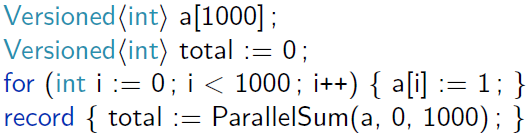 Versioned⟨int⟩ a[1000] ;
Versioned⟨int⟩ total := 0 ;
for (int i := 0 ; i < 1000 ; i++) { a[i] := 1 ; }
record { total := ParallelSum(a, 0, 1000) ; }